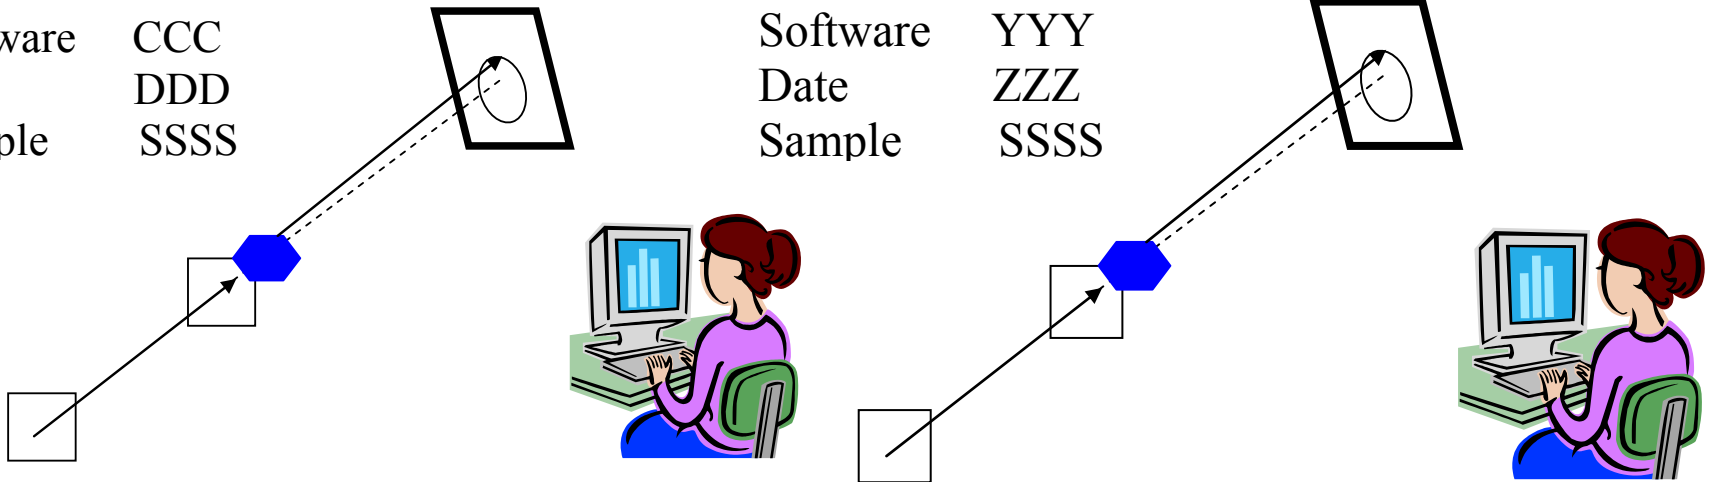 ware CCC
DDD
ple SSSS
Software YYY
Date ZZZ
Sample SSSS